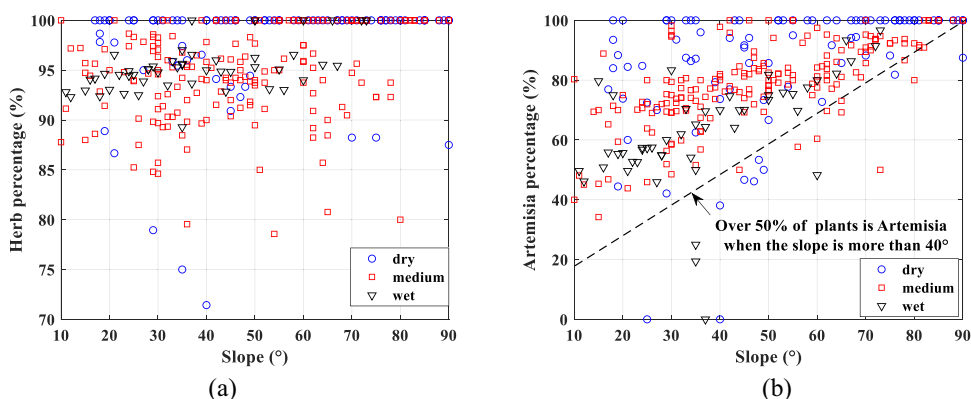 100
95
90
85
80
75
70
Herb percentage (%)
10 20 30 40 50 60 70 80 90
Slope (°)
dry
medium
wet
(a)
100
80
60
40
20
0
Artemisia percentage (%)
10 20 30 40 50 60 70 80 90
Slope (°)
Over 50% of plants is Artemisia
when the slope is more than 40°
dry
medium
wet
(b)